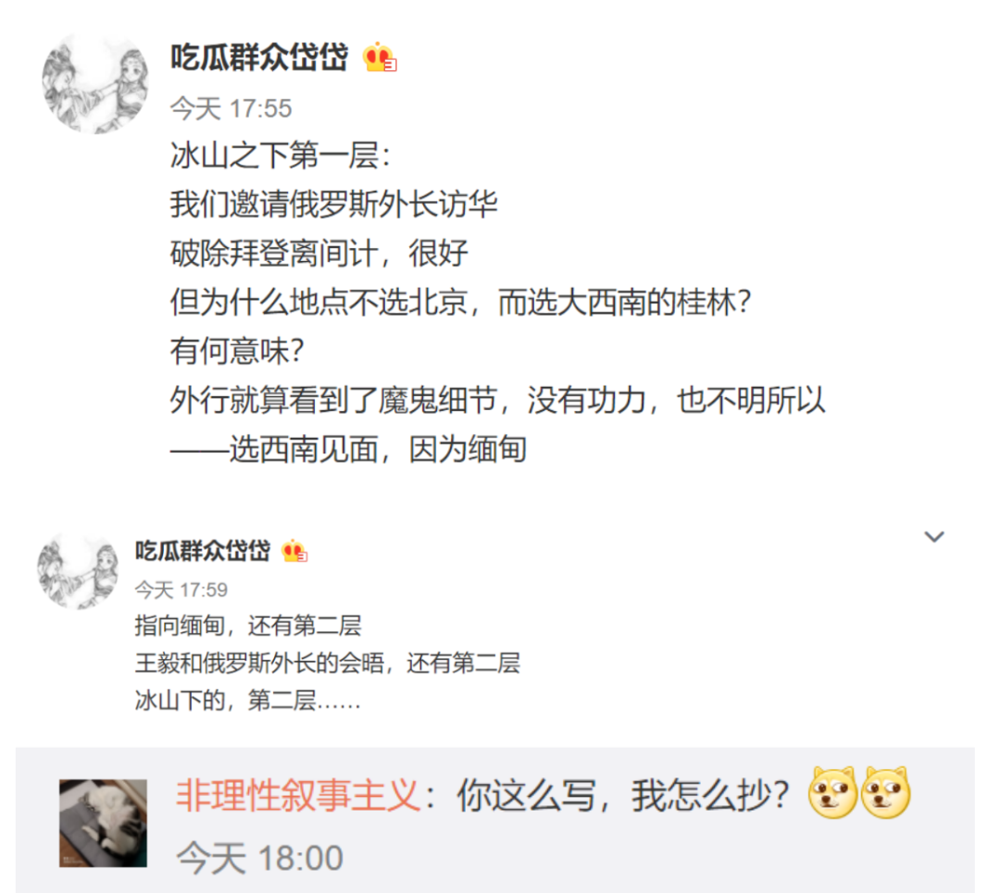 吃瓜群众岱岱
今天 17:55
冰山之下第一层：
我们邀请俄罗斯外长访华
破除拜登离间计，很好
但为什么地点不选北京，而选大西南的桂林？
有何意味？
外行就算看到了魔鬼细节，没有功力，也不明所以
——选西南见面，因为缅甸
吃瓜群众岱岱
今天 17:59
指向缅甸，还有第二层
王毅和俄罗斯外长的会晤，还有第二层
冰山下的，第二层……
非理性叙事主义：你这么写，我怎么抄？
今天 18:00